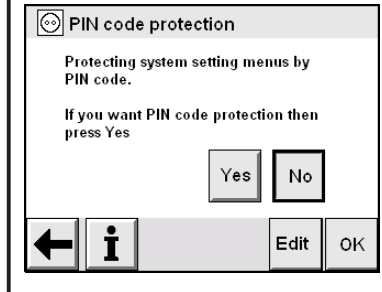 PIN code protection
Protecting system setting menus by
PIN code.
If you want PIN code protection then
press Yes
Yes No
i Edit OK